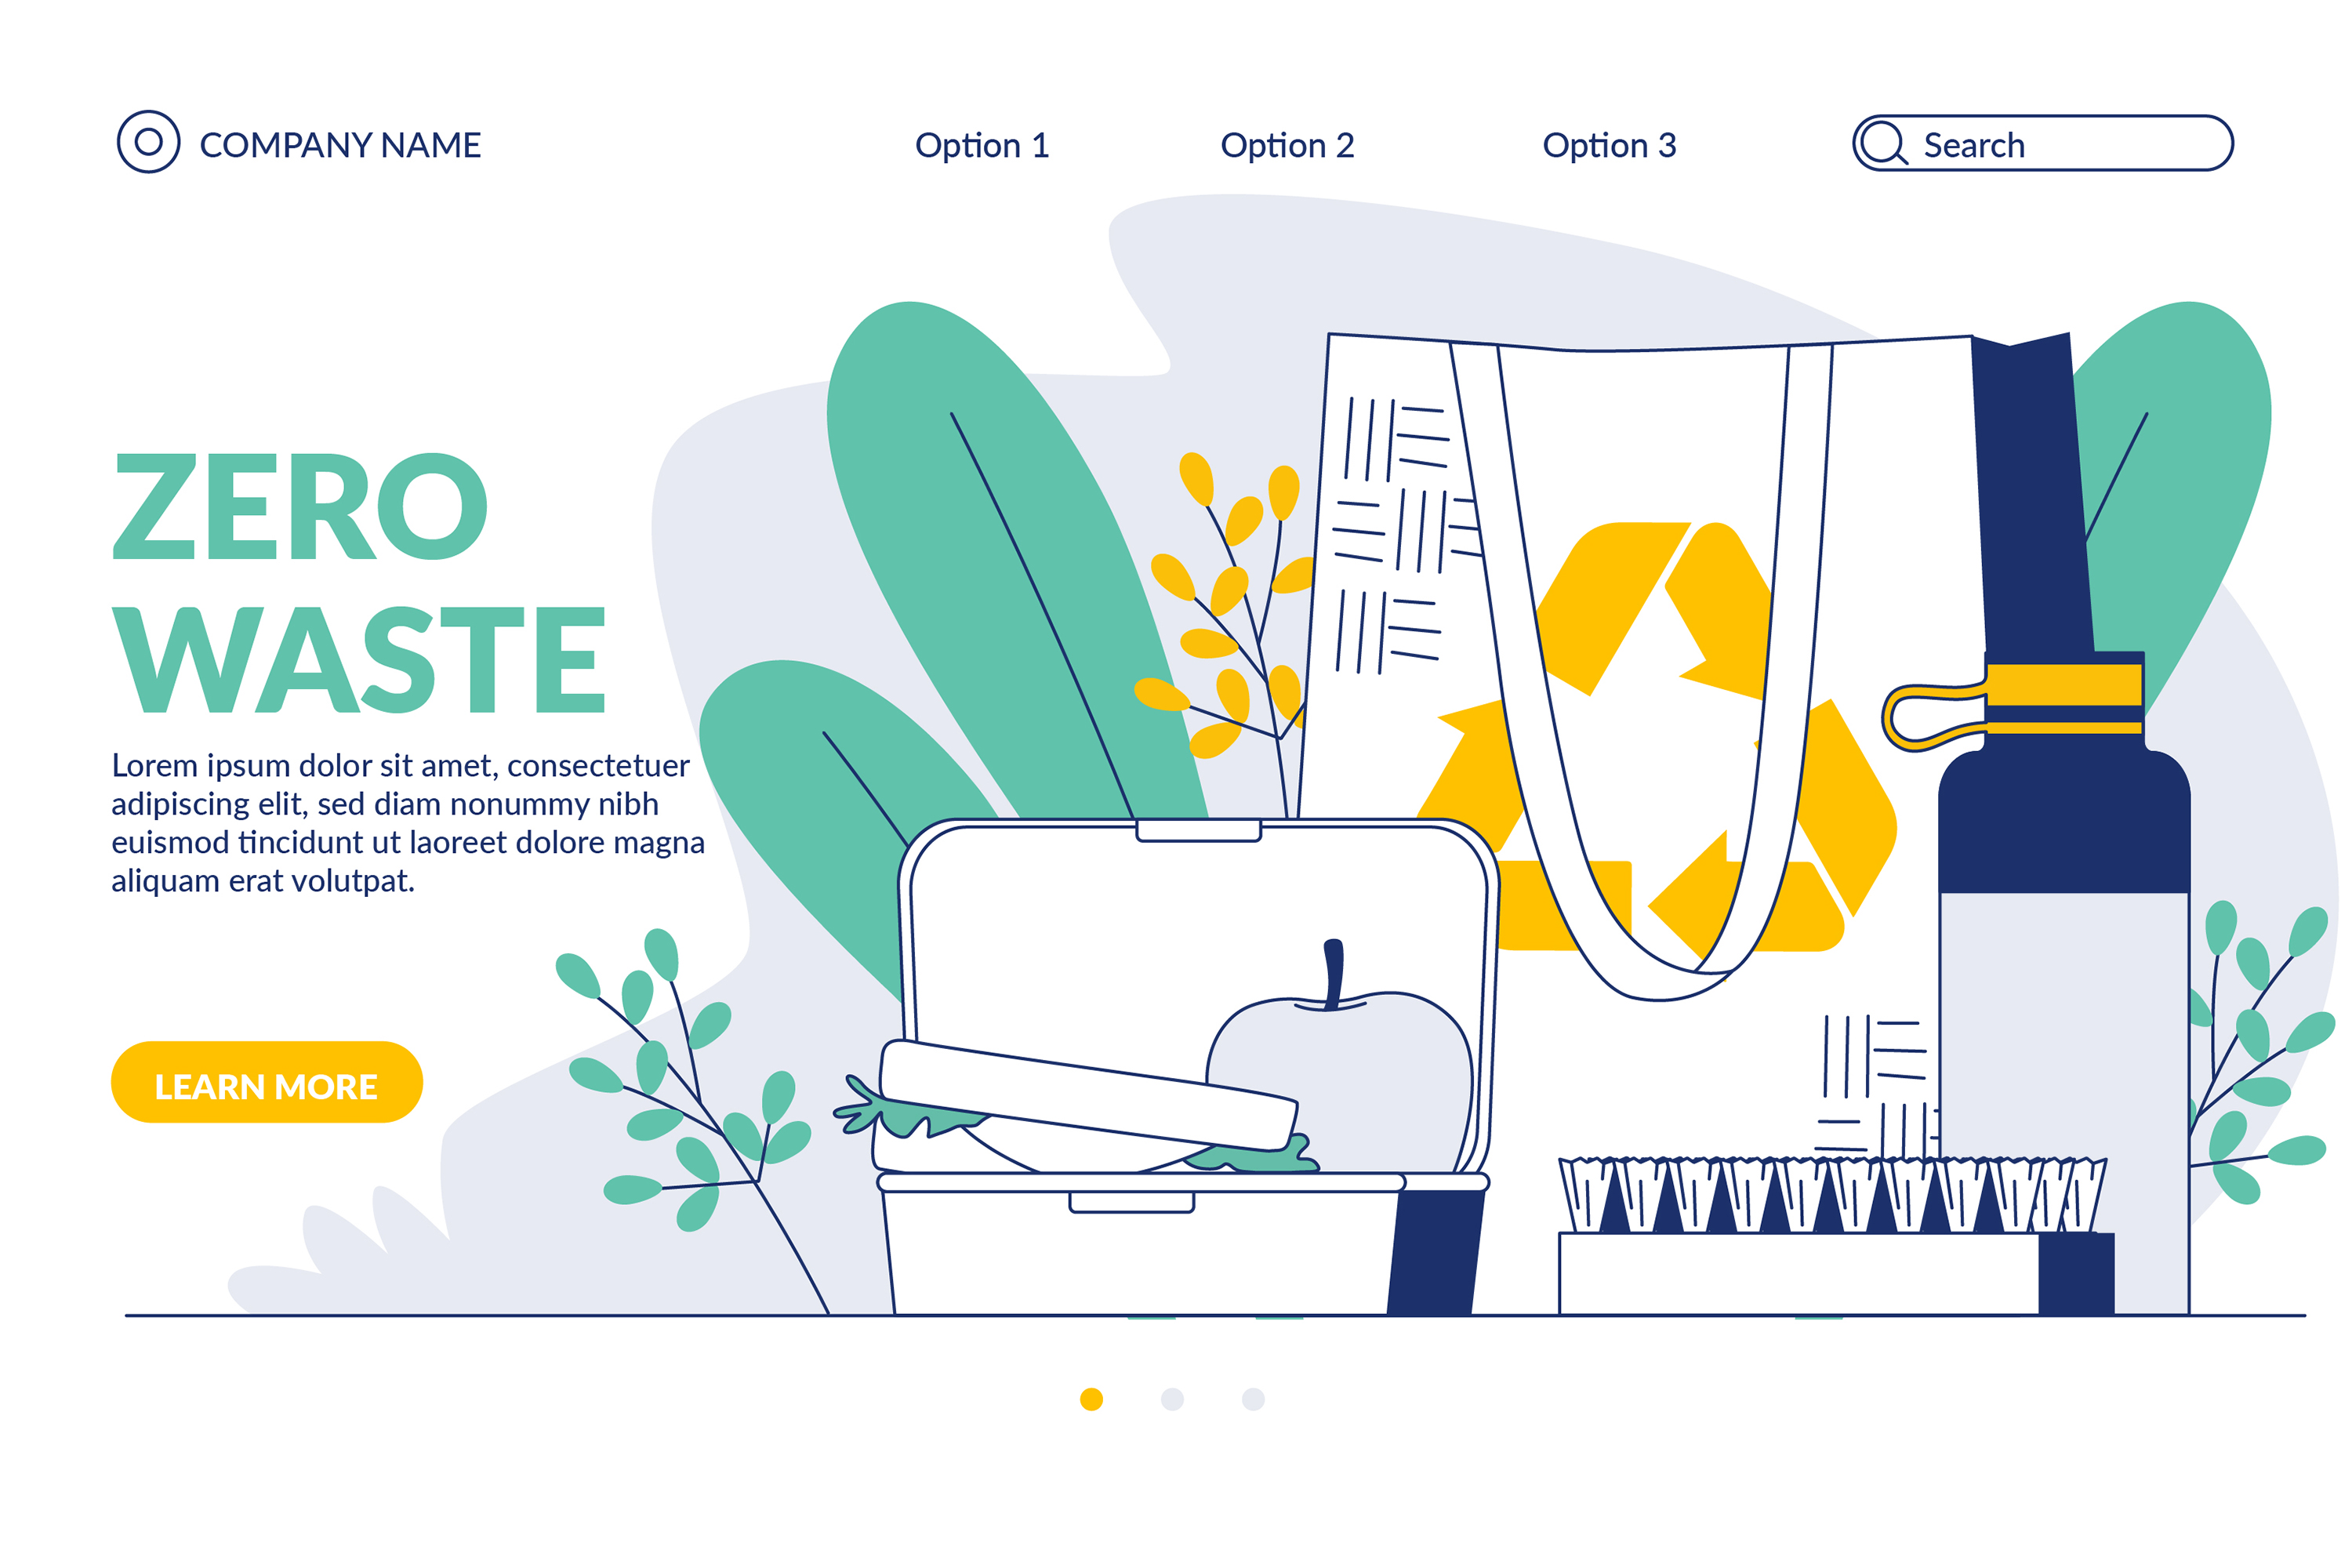 COMPANY NAME
Option 1
Option 2
Option 3
Search
ZERO
WASTE
Lorem ipsum dolor sit amet, consectetuer
adipiscing elit, sed diam nonummy nibh
euismod tincidunt ut laoreet dolore magna
aliquam erat volutpat.
LEARN MORE